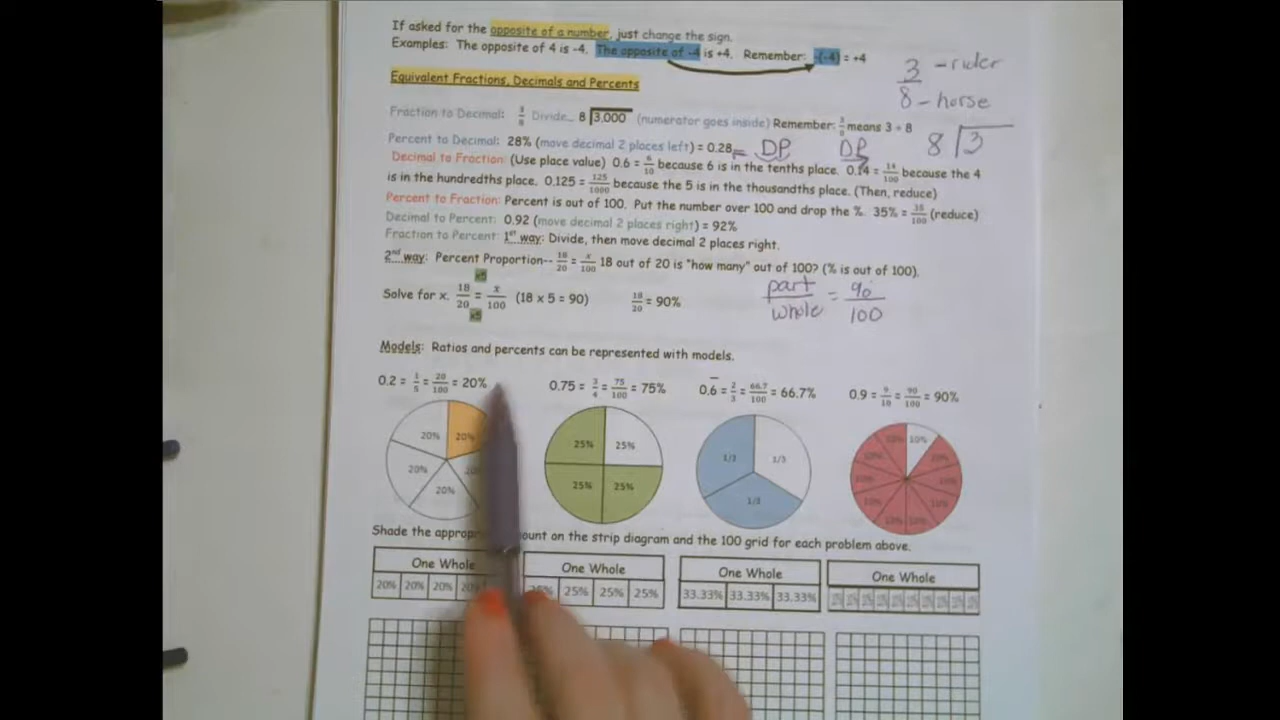 If asked for the opposite of a number, just change the sign.
Examples: The opposite of 4 is -4. The opposite of -4 is +4. Remember: -(-4) = +4
3 - rider
8 - horse
Equivalent Fractions, Decimals and Percents
Fraction to Decimal: 3/8 Divide... 8 3,000 (numerator goes inside) Remember: 3/8 means 3 ÷ 8
8 3
Percent to Decimal: 28% (move decimal 2 places left) = 0.28 DP DP
Decimal to Fraction: (Use place value) 0.6 = 6/10 because 6 is in the tenths place. 0.14 = 14/100 because the 4
is in the hundredths place. 0.125 = 125/1000 because the 5 is in the thousandths place. (Then, reduce)
Percent to Fraction: Percent is out of 100. Put the number over 100 and drop the %. 35% = 35/100 (reduce)
Decimal to Percent: 0.92 (move decimal 2 places right) = 92%
Fraction to Percent: 1st way: Divide, then move decimal 2 places right.
2nd way: Percent Proportion-- 18/20 = x/100 18 out of 20 is "how many" out of 100? (% is out of 100).
x5
Solve for x. 18/20 = x/100 (18 x 5 = 90) 18/20 = 90%
x5
part/whole = 90/100
Models: Ratios and percents can be represented with models.
0.2 = 1/5 = 20/100 = 20% 0.75 = 3/4 = 75/100 = 75% 0.6̅ = 2/3 = 66.7/100 = 66.7% 0.9 = 9/10 = 90/100 = 90%
20% 20% 20% 20% 20%
25% 25% 25% 25%
1/3 1/3 1/3
10% 10% 10% 10% 10% 10% 10% 10% 10% 10%
Shade the appropr ount on the strip diagram and the 100 grid for each problem above.
One Whole One Whole One Whole One Whole
20% 20% 20% 20% 25% 25% 25% 25% 33.33% 33.33% 33.33%